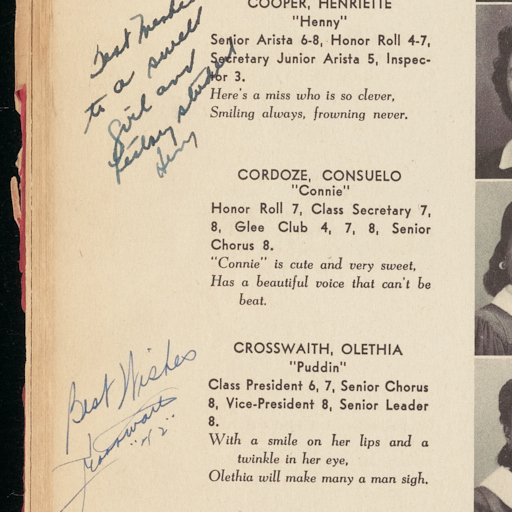 Best Wishes
to a swell
girl and
student
Henny
COOPER, HENRIETTE
"Henny"
Senior Arista 6-8, Honor Roll 4-7,
Secretary Junior Arista 5, Inspec-
tor 3.
Here's a miss who is so clever,
Smiling always, frowning never.
CORDOZE, CONSUELO
"Connie"
Honor Roll 7, Class Secretary 7,
8, Glee Club 4, 7, 8, Senior
Chorus 8.
"Connie" is cute and very sweet,
Has a beautiful voice that can't be
beat.
Best Wishes
Crosswaith
CROSSWAITH, OLETHIA
"Puddin"
Class President 6, 7, Senior Chorus
8, Vice-President 8, Senior Leader
8.
With a smile on her lips and a
twinkle in her eye,
Olethia will make many a man sigh.